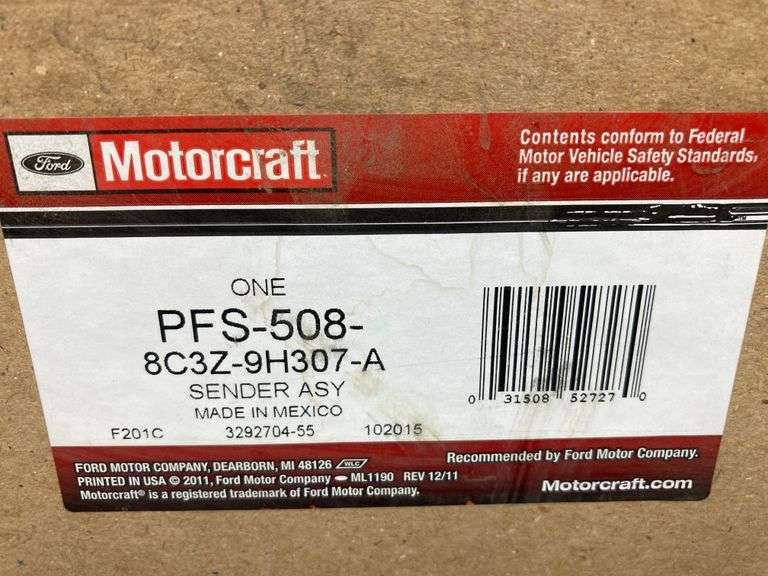 Ford Motorcraft
Contents conform to Federal
Motor Vehicle Safety Standards,
if any are applicable.
ONE
PFS-508-
8C3Z-9H307-A
SENDER ASY
MADE IN MEXICO
F201C 3292704-55 102015
0 31508 52727 0
FORD MOTOR COMPANY, DEARBORN, MI 48126 WLC
PRINTED IN USA © 2011, Ford Motor Company ML1190 REV 12/11
Motorcraft® is a registered trademark of Ford Motor Company.
Recommended by Ford Motor Company.
Motorcraft.com